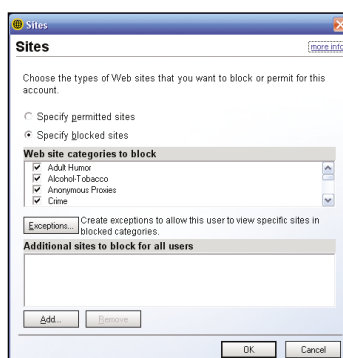 Sites
Sites
more info
Choose the types of Web sites that you want to block or permit for this
account.
Specify permitted sites
Specify blocked sites
Web site categories to block
Adult Humor
Alcohol-Tobacco
Anonymous Proxies
Crime
Exceptions...
Create exceptions to allow this user to view specific sites in
blocked categories.
Additional sites to block for all users
Add... Remove
OK Cancel